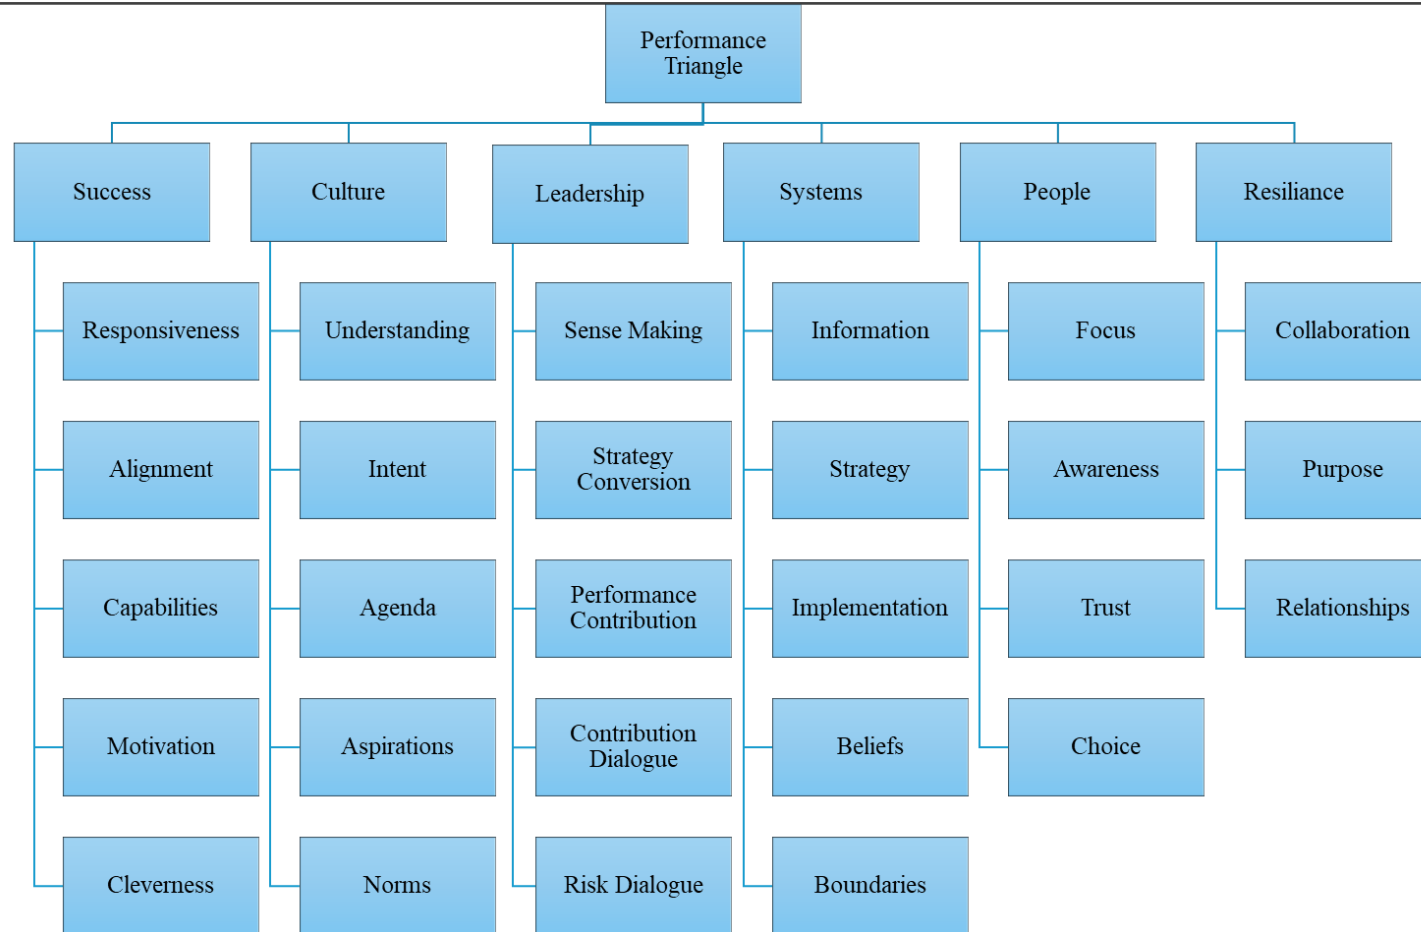 Performance
Triangle
Success
Culture
Leadership
Systems
People
Resiliance
Responsiveness
Understanding
Sense Making
Information
Focus
Collaboration
Alignment
Intent
Strategy
Conversion
Strategy
Awareness
Purpose
Capabilities
Agenda
Performance
Contribution
Implementation
Trust
Relationships
Motivation
Aspirations
Contribution
Dialogue
Beliefs
Choice
Cleverness
Norms
Risk Dialogue
Boundaries